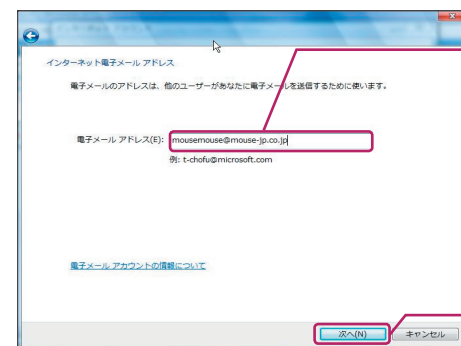 インターネット電子メール アドレス
電子メールのアドレスは、他のユーザーがあなたに電子メールを送信するために使います。
電子メール アドレス(E): mousemouse@mouse-jp.co.jp
例: t-chofu@microsoft.com
電子メール アカウントの情報について
次へ(N) キャンセル